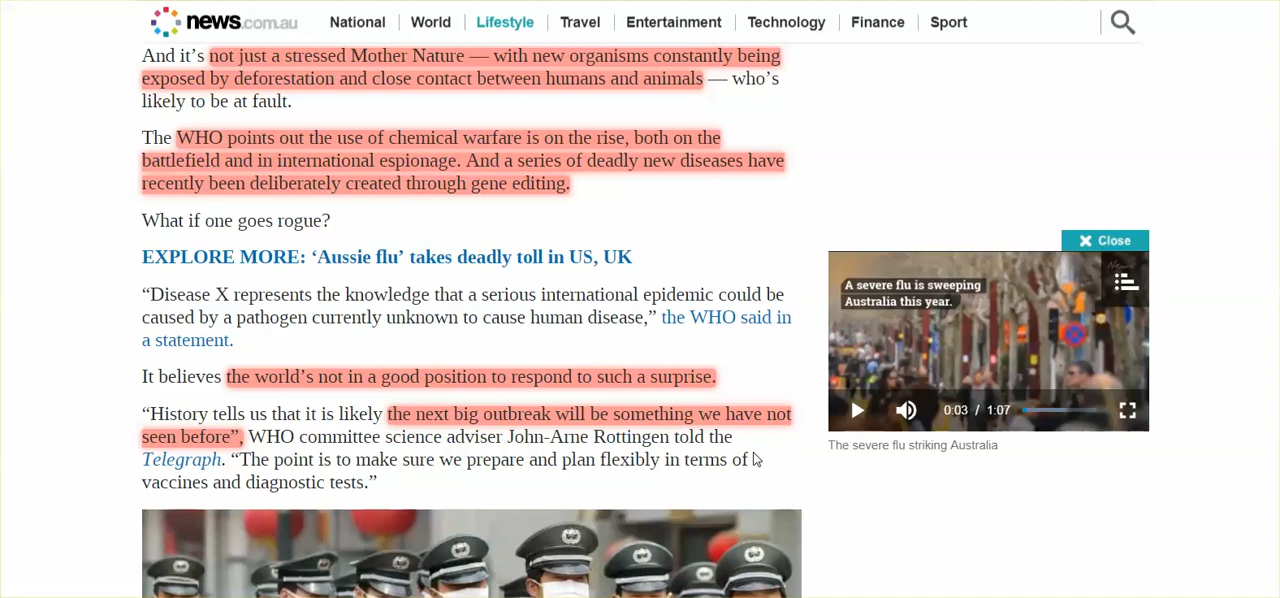 news.com.au
National World Lifestyle Travel Entertainment Technology Finance Sport
And it’s not just a stressed Mother Nature — with new organisms constantly being
exposed by deforestation and close contact between humans and animals — who’s
likely to be at fault.
The WHO points out the use of chemical warfare is on the rise, both on the
battlefield and in international espionage. And a series of deadly new diseases have
recently been deliberately created through gene editing.
What if one goes rogue?
EXPLORE MORE: ‘Aussie flu’ takes deadly toll in US, UK
“Disease X represents the knowledge that a serious international epidemic could be
caused by a pathogen currently unknown to cause human disease,” the WHO said in
a statement.
It believes the world’s not in a good position to respond to such a surprise.
“History tells us that it is likely the next big outbreak will be something we have not
seen before”, WHO committee science adviser John-Arne Rottingen told the
Telegraph. “The point is to make sure we prepare and plan flexibly in terms of
vaccines and diagnostic tests.”
Close
A severe flu is sweeping
Australia this year.
0:03 / 1:07
The severe flu striking Australia